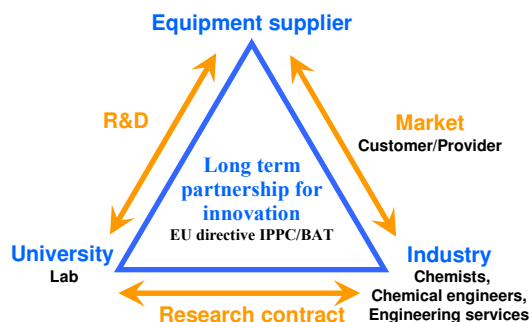 Equipment supplier
R&D
Market
Customer/Provider
Long term
partnership for
innovation
EU directive IPPC/BAT
University
Lab
Industry
Chemists,
Chemical engineers,
Engineering services
Research contract